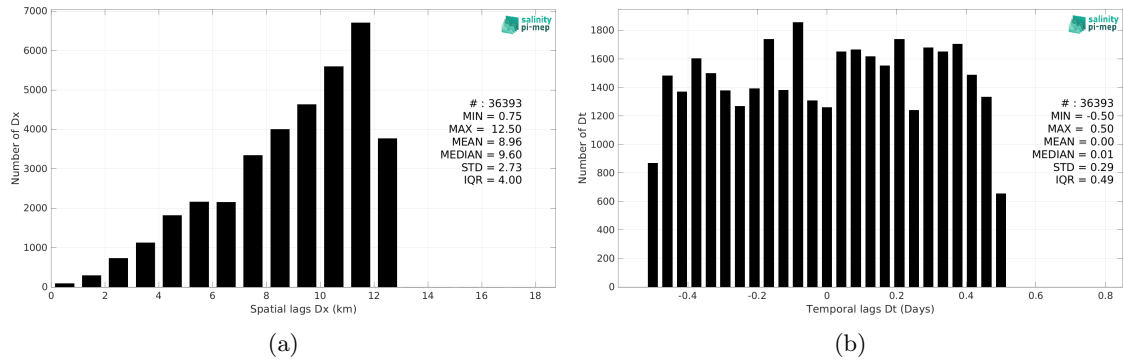 7000
6000
5000
4000
3000
2000
1000
0
Number of Dx
salinity
pi-mep
# : 36393
MIN = 0.75
MAX = 12.50
MEAN = 8.96
MEDIAN = 9.60
STD = 2.73
IQR = 4.00
0 2 4 6 8 10 12 14 16 18
Spatial lags Dx (km)
(a)
1800
1600
1400
1200
1000
800
600
400
200
0
Number of Dt
salinity
pi-mep
# : 36393
MIN = -0.50
MAX = 0.50
MEAN = 0.00
MEDIAN = 0.01
STD = 0.29
IQR = 0.49
-0.4 -0.2 0 0.2 0.4 0.6 0.8
Temporal lags Dt (Days)
(b)